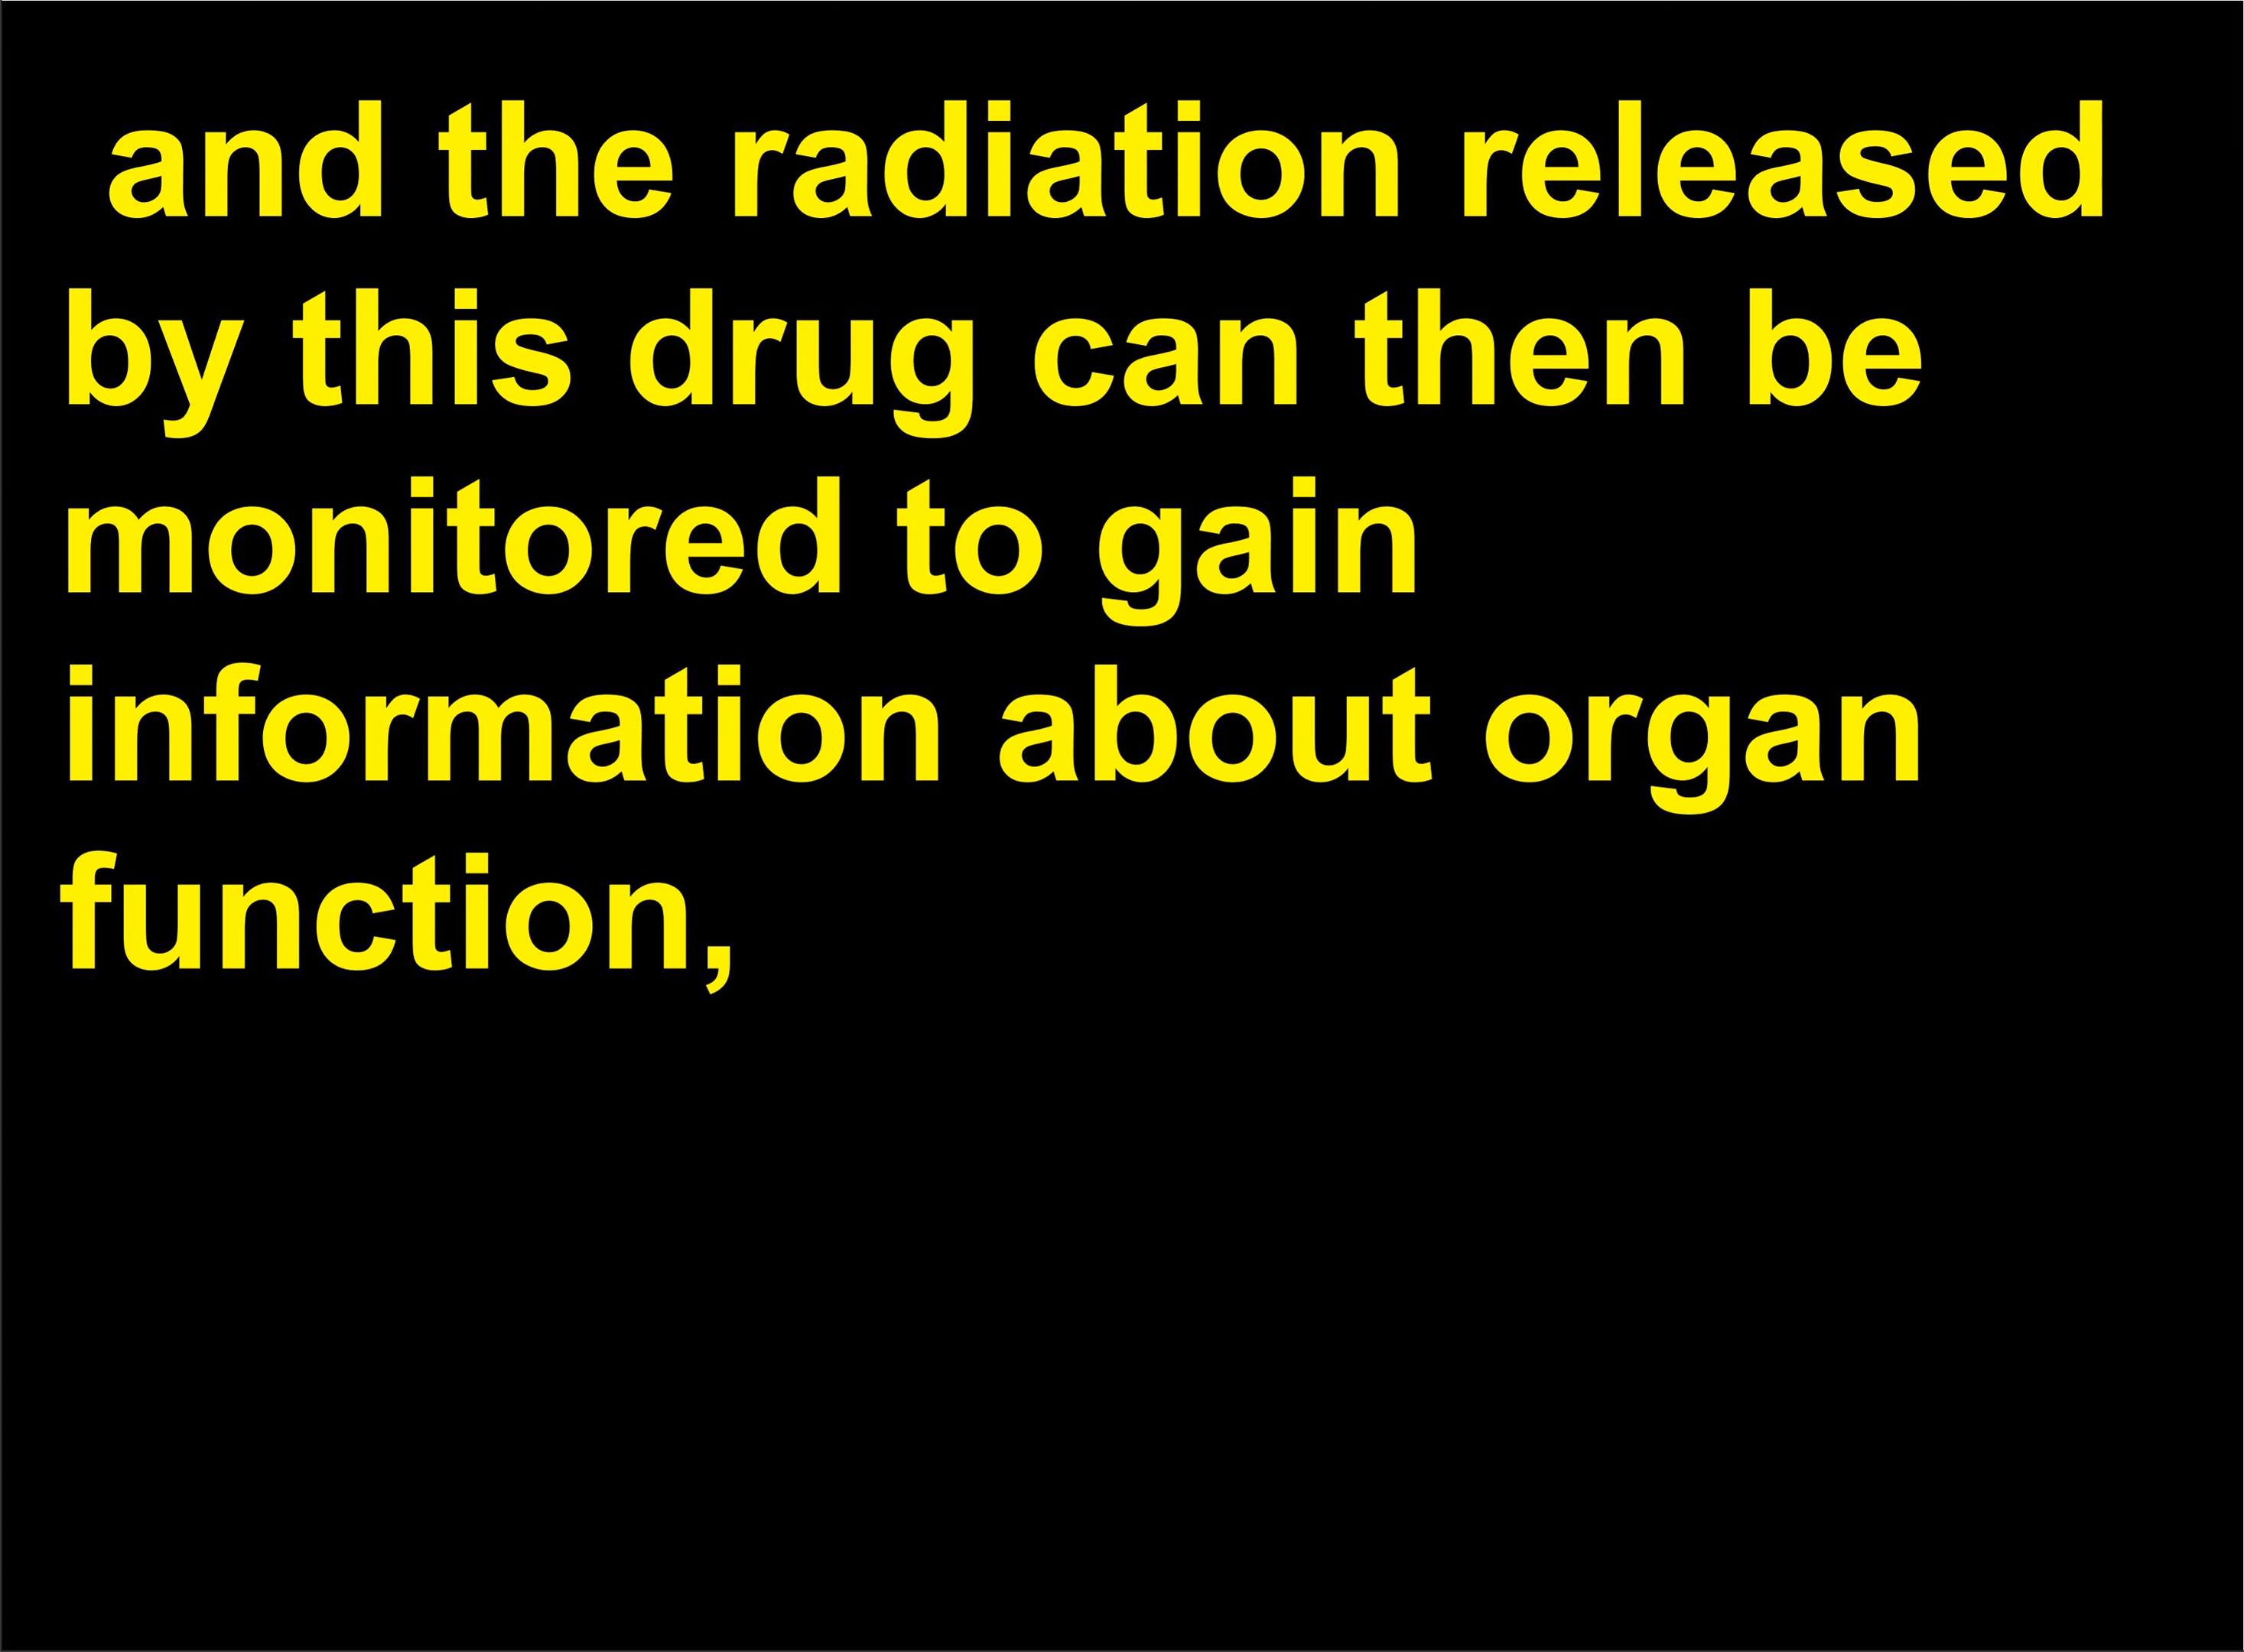 and the radiation released
by this drug can then be
monitored to gain
information about organ
function,